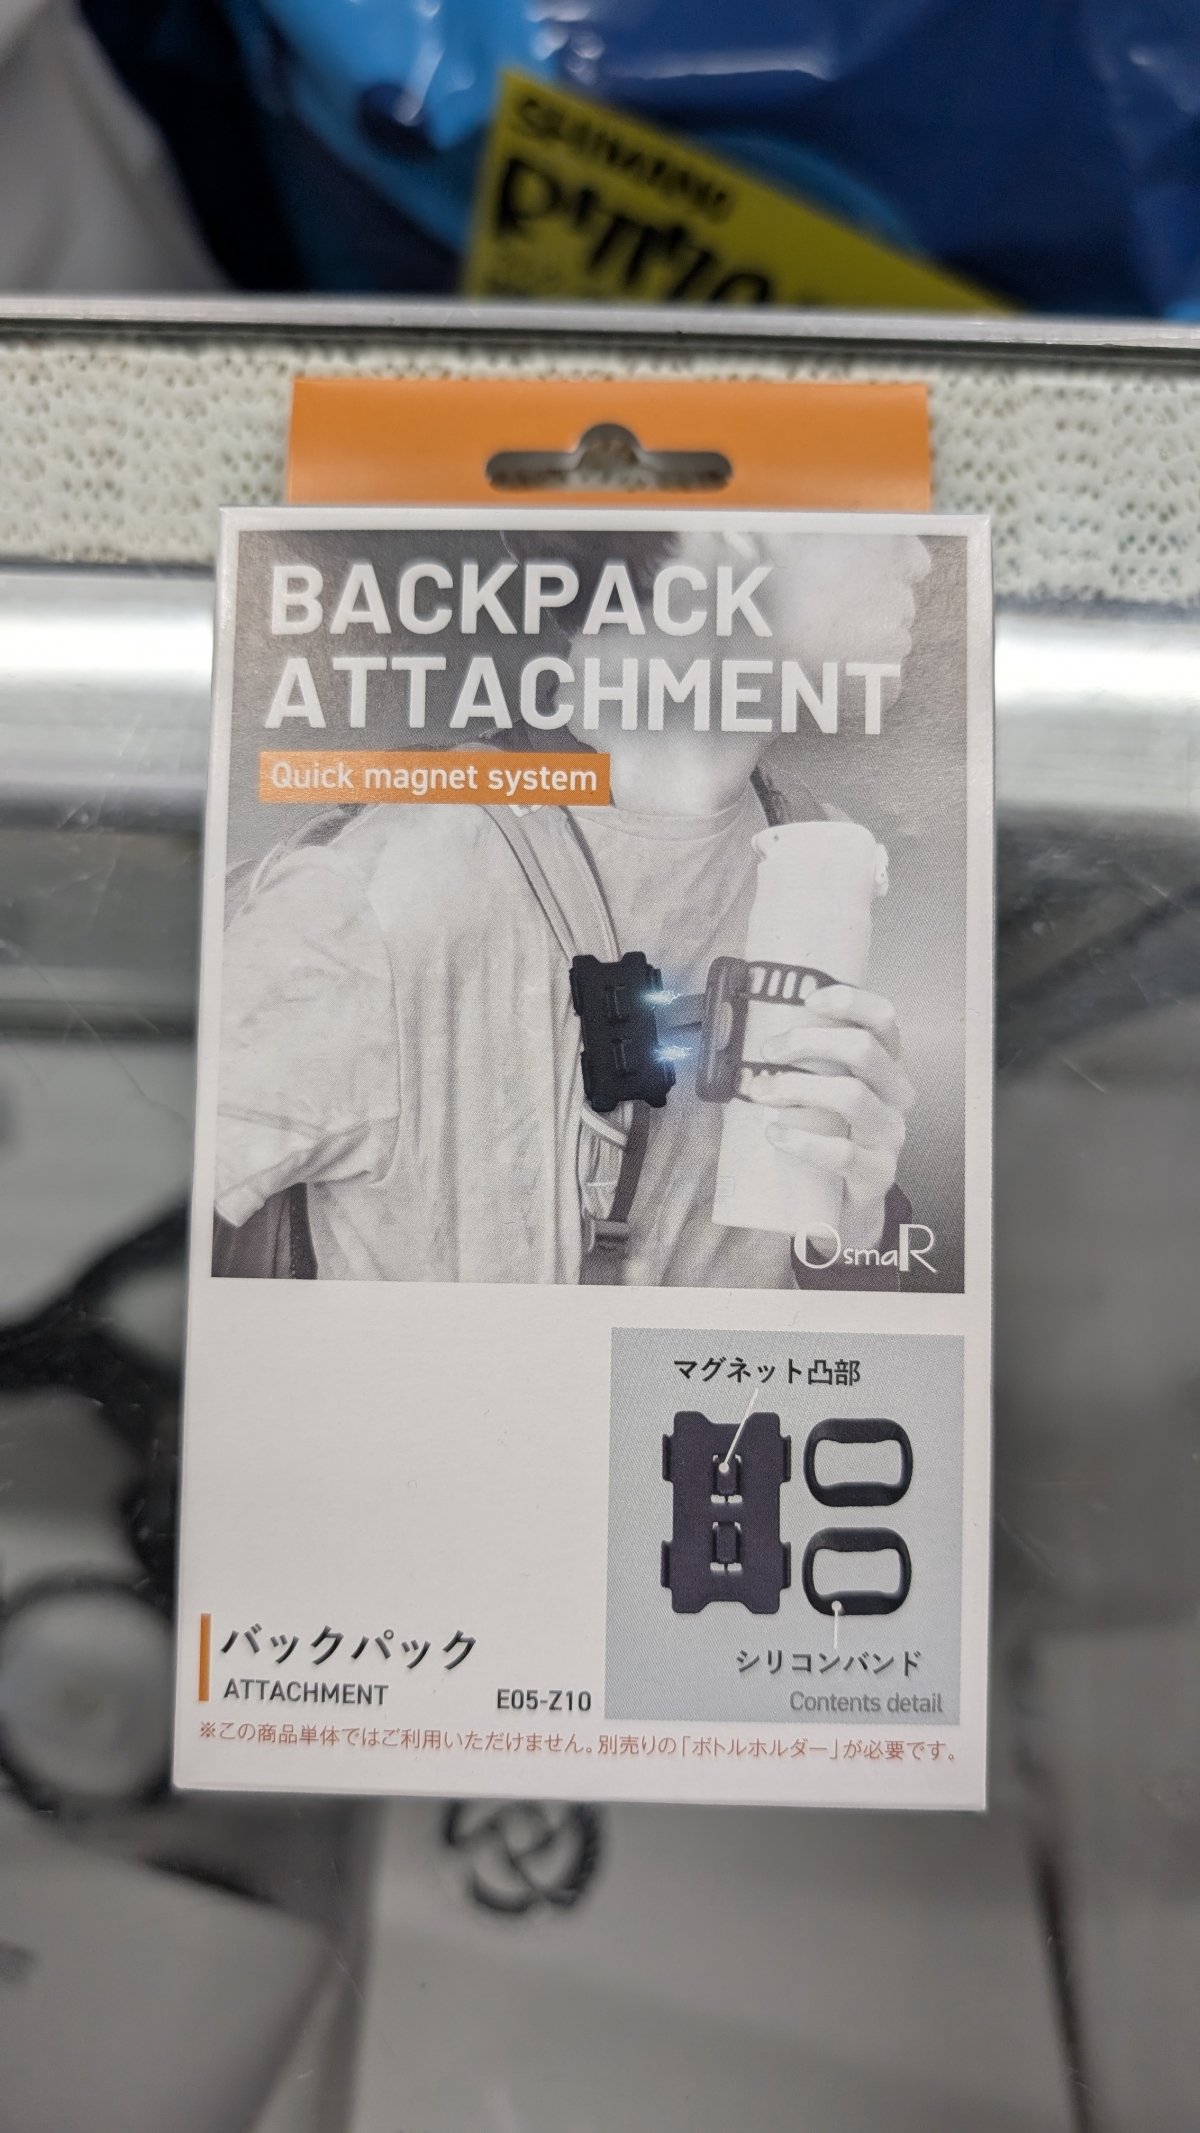 BACKPACK
ATTACHMENT
Quick magnet system
OsmaR
マグネット凸部
シリコンバンド
Contents detail
バックパック
ATTACHMENT
E05-Z10
※この商品単体ではご利用いただけません。別売りの「ボトルホルダー」が必要です。